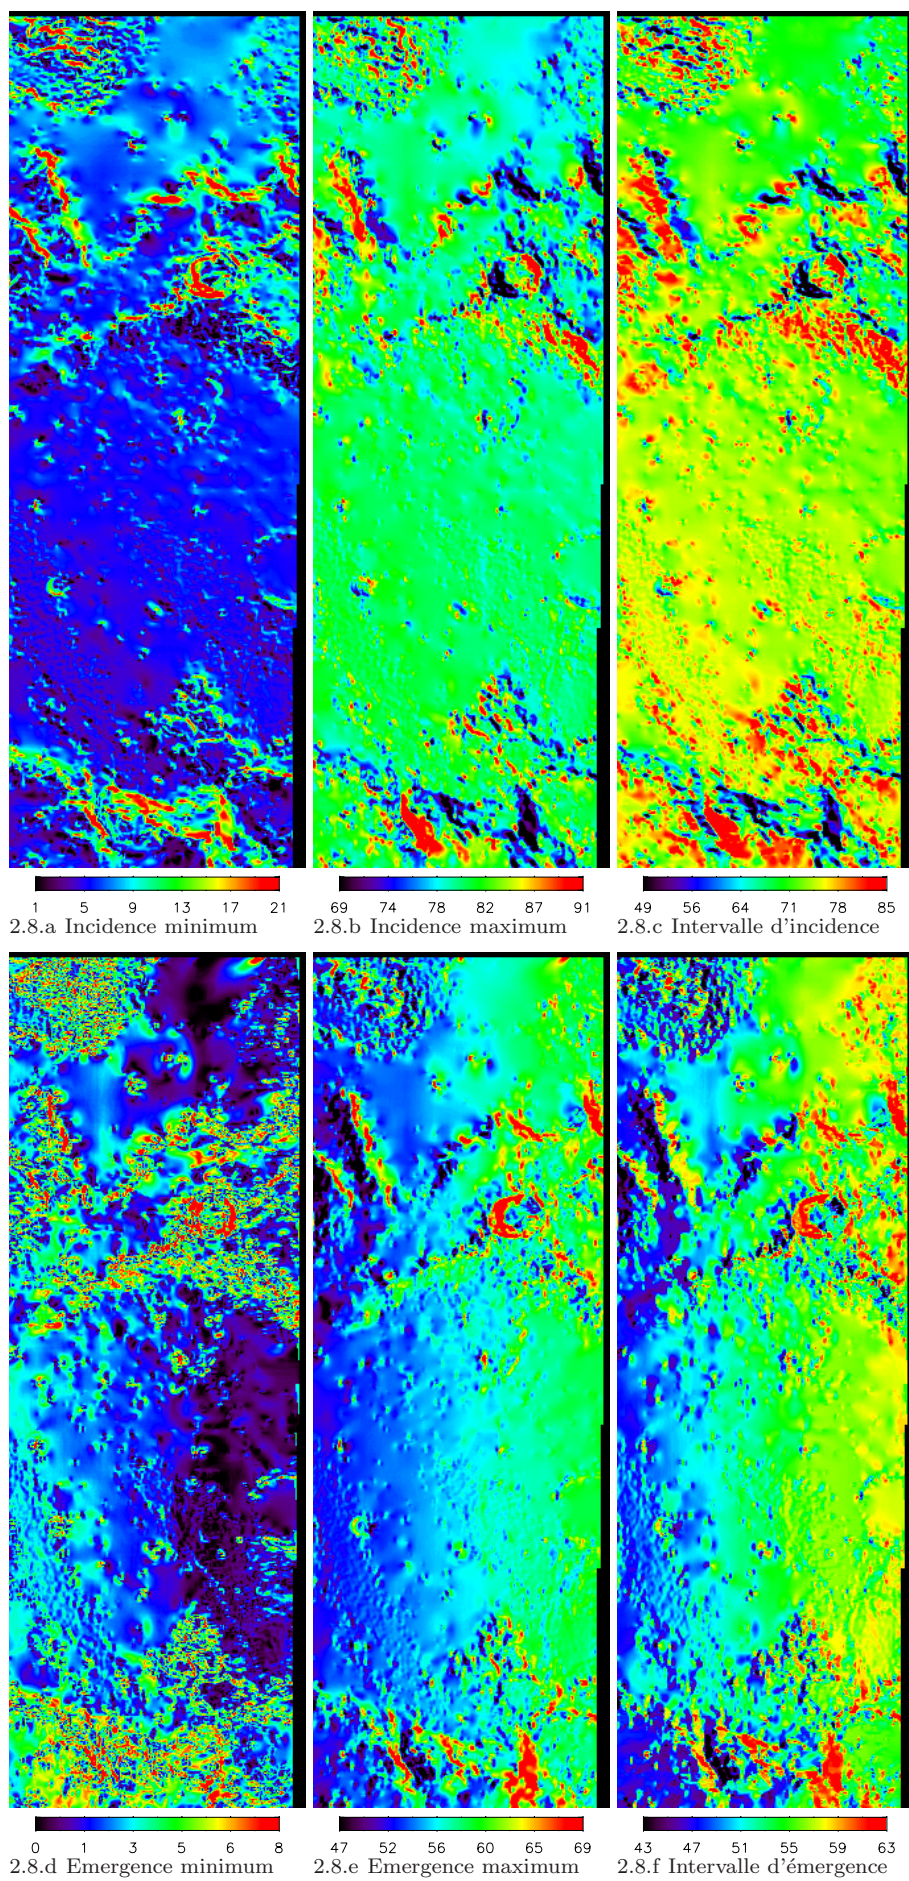 1 5 9 13 17 21
69 74 78 82 87 91
49 56 64 71 78 85
2.8.a Incidence minimum
2.8.b Incidence maximum
2.8.c Intervalle d'incidence
0 1 3 5 6 8
47 52 56 60 65 69
43 47 51 55 59 63
2.8.d Emergence minimum
2.8.e Emergence maximum
2.8.f Intervalle d'émergence